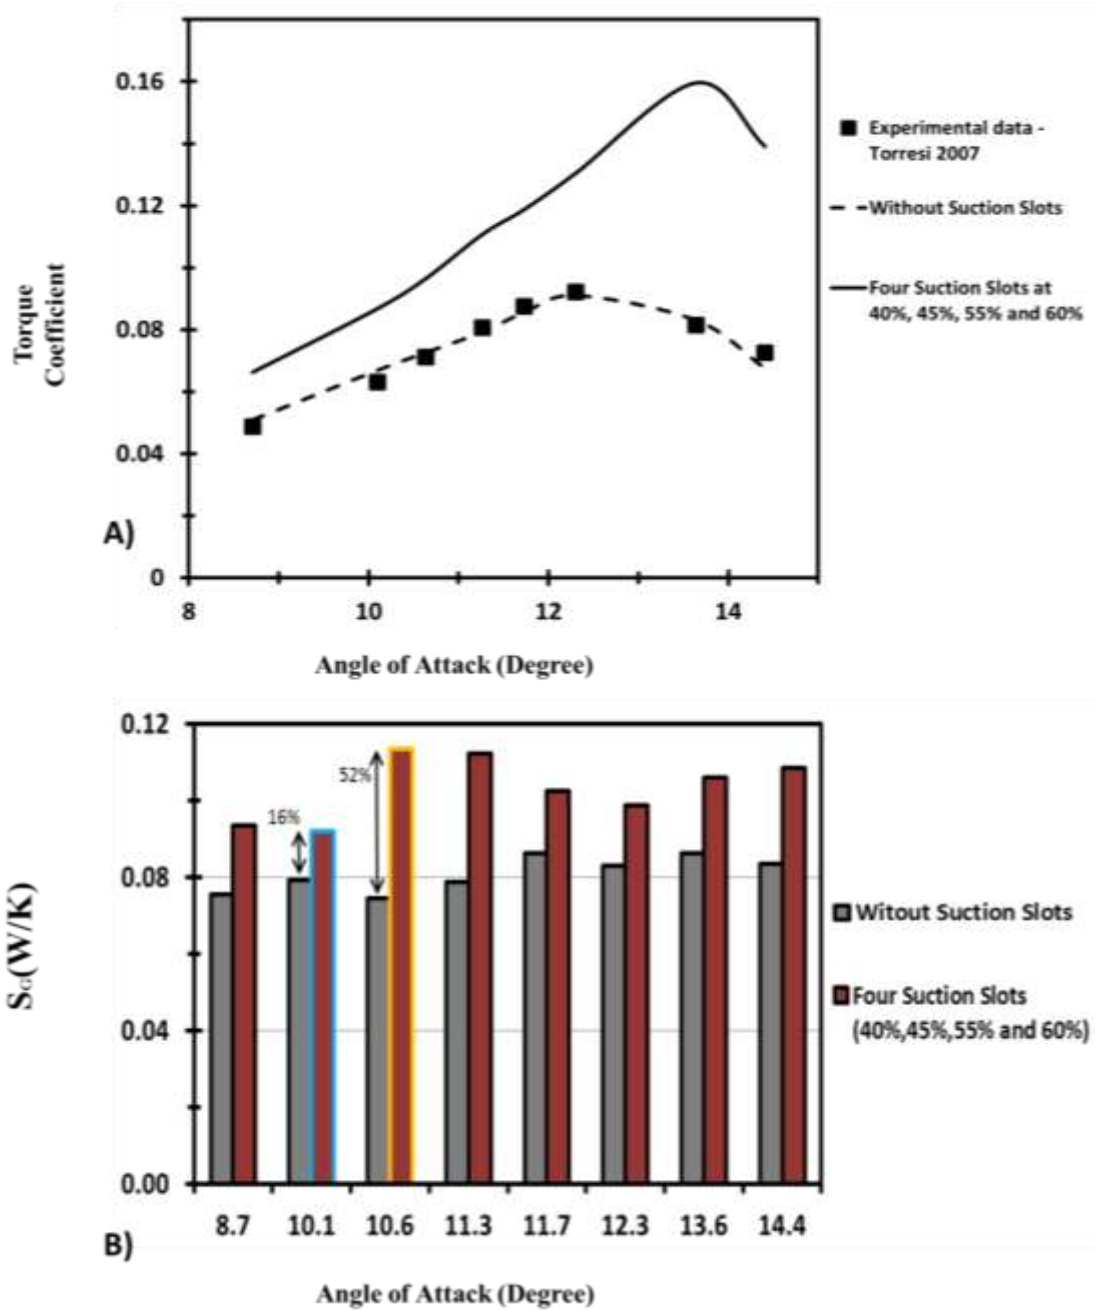 0.16
0.12
0.08
0.04
0
8 10 12 14
Torque
Coefficient
A)
Angle of Attack (Degree)
Experimental data -
Torresi 2007
Without Suction Slots
Four Suction Slots at
40%, 45%, 55% and 60%
0.12
0.08
0.04
0.00
16%
52%
8.7 10.1 10.6 11.3 11.7 12.3 13.6 14.4
SG(W/K)
B)
Angle of Attack (Degree)
Witout Suction Slots
Four Suction Slots
(40%,45%,55% and 60%)